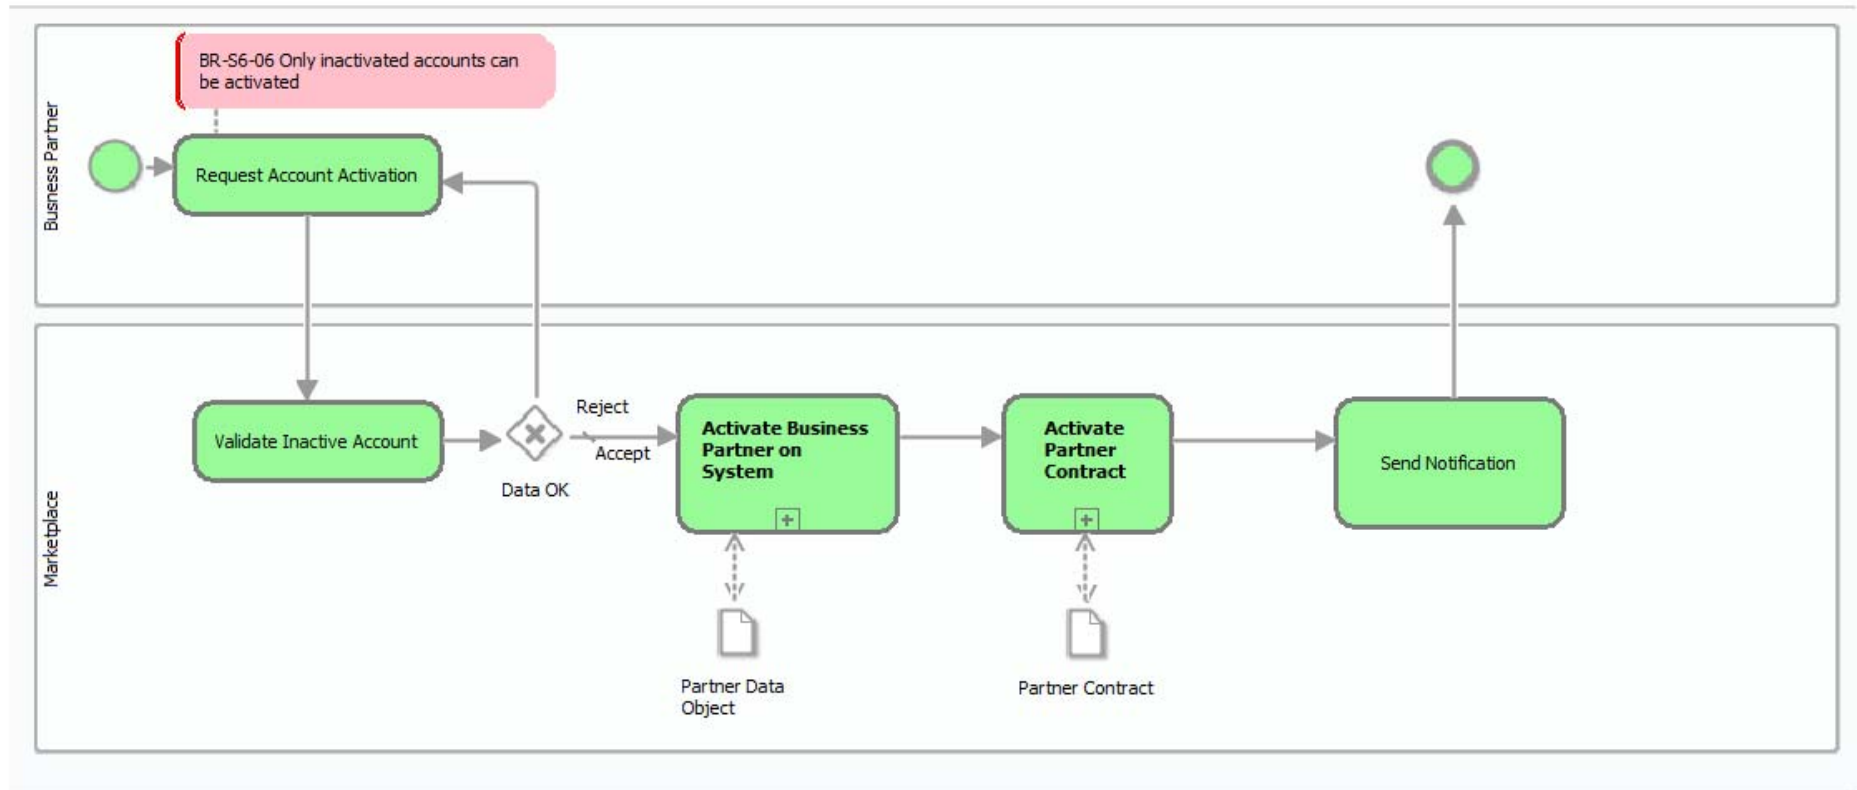 BR-S6-06 Only inactivated accounts can
be activated
Busness Partner
Request Account Activation
Marketplace
Validate Inactive Account
Data OK
Reject
Accept
Activate Business
Partner on
System
Activate
Partner
Contract
Send Notification
Partner Data
Object
Partner Contract